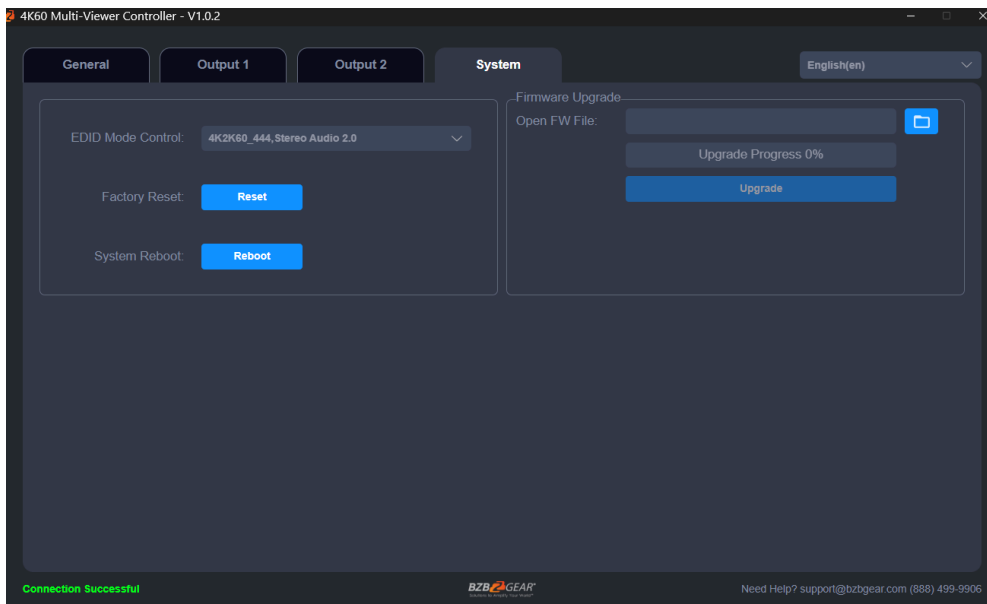 4K60 Multi-Viewer Controller - V1.0.2
General
Output 1
Output 2
System
English(en)
EDID Mode Control:
4K2K60_444,Stereo Audio 2.0
Factory Reset:
Reset
System Reboot:
Reboot
Firmware Upgrade
Open FW File:
Upgrade Progress 0%
Upgrade
Connection Successful
BZBGEAR
Need Help? support@bzbgear.com (888) 499-9906